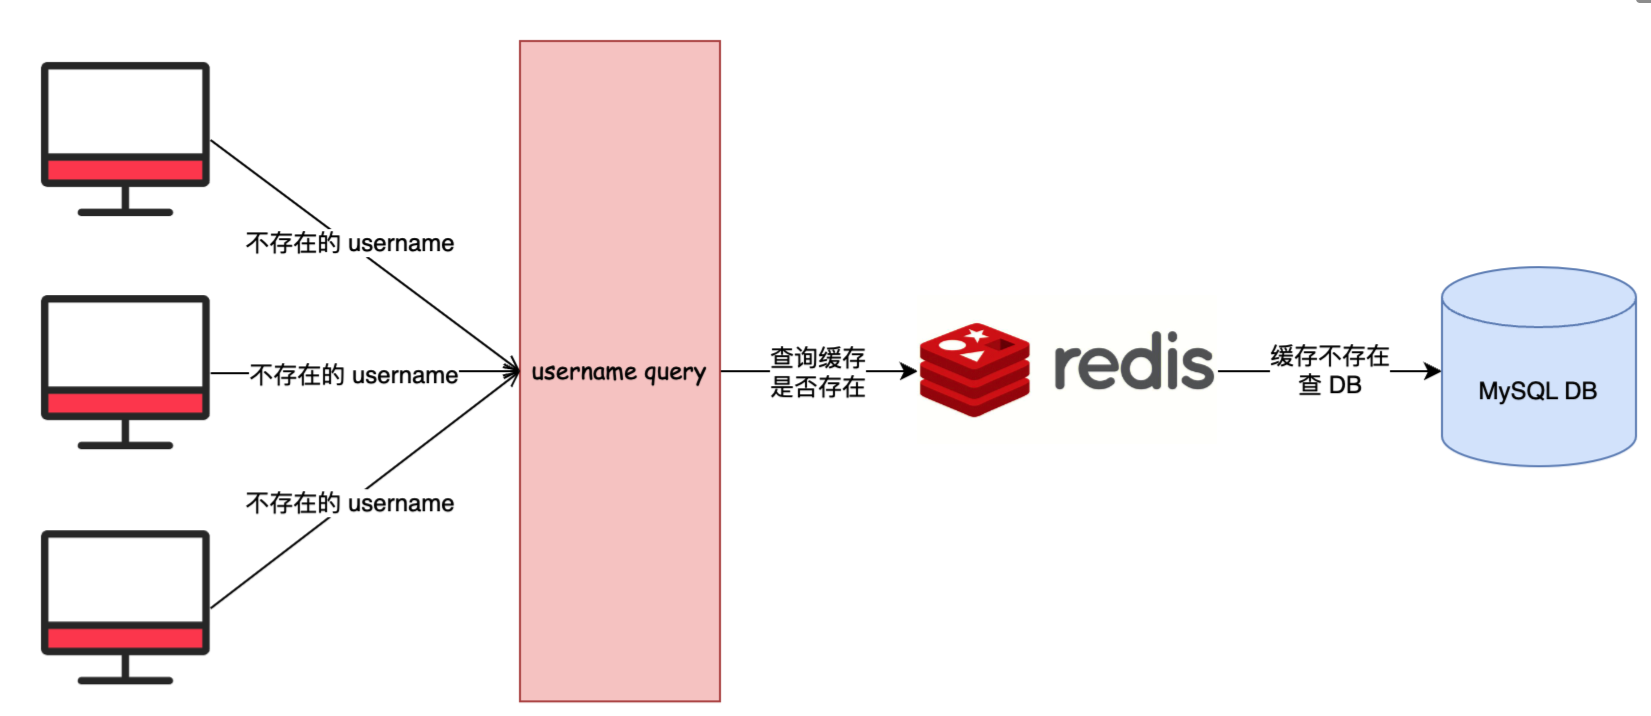 不存在的 username
不存在的 username
不存在的 username
username query
查询缓存
是否存在
redis
缓存不存在
查 DB
MySQL DB